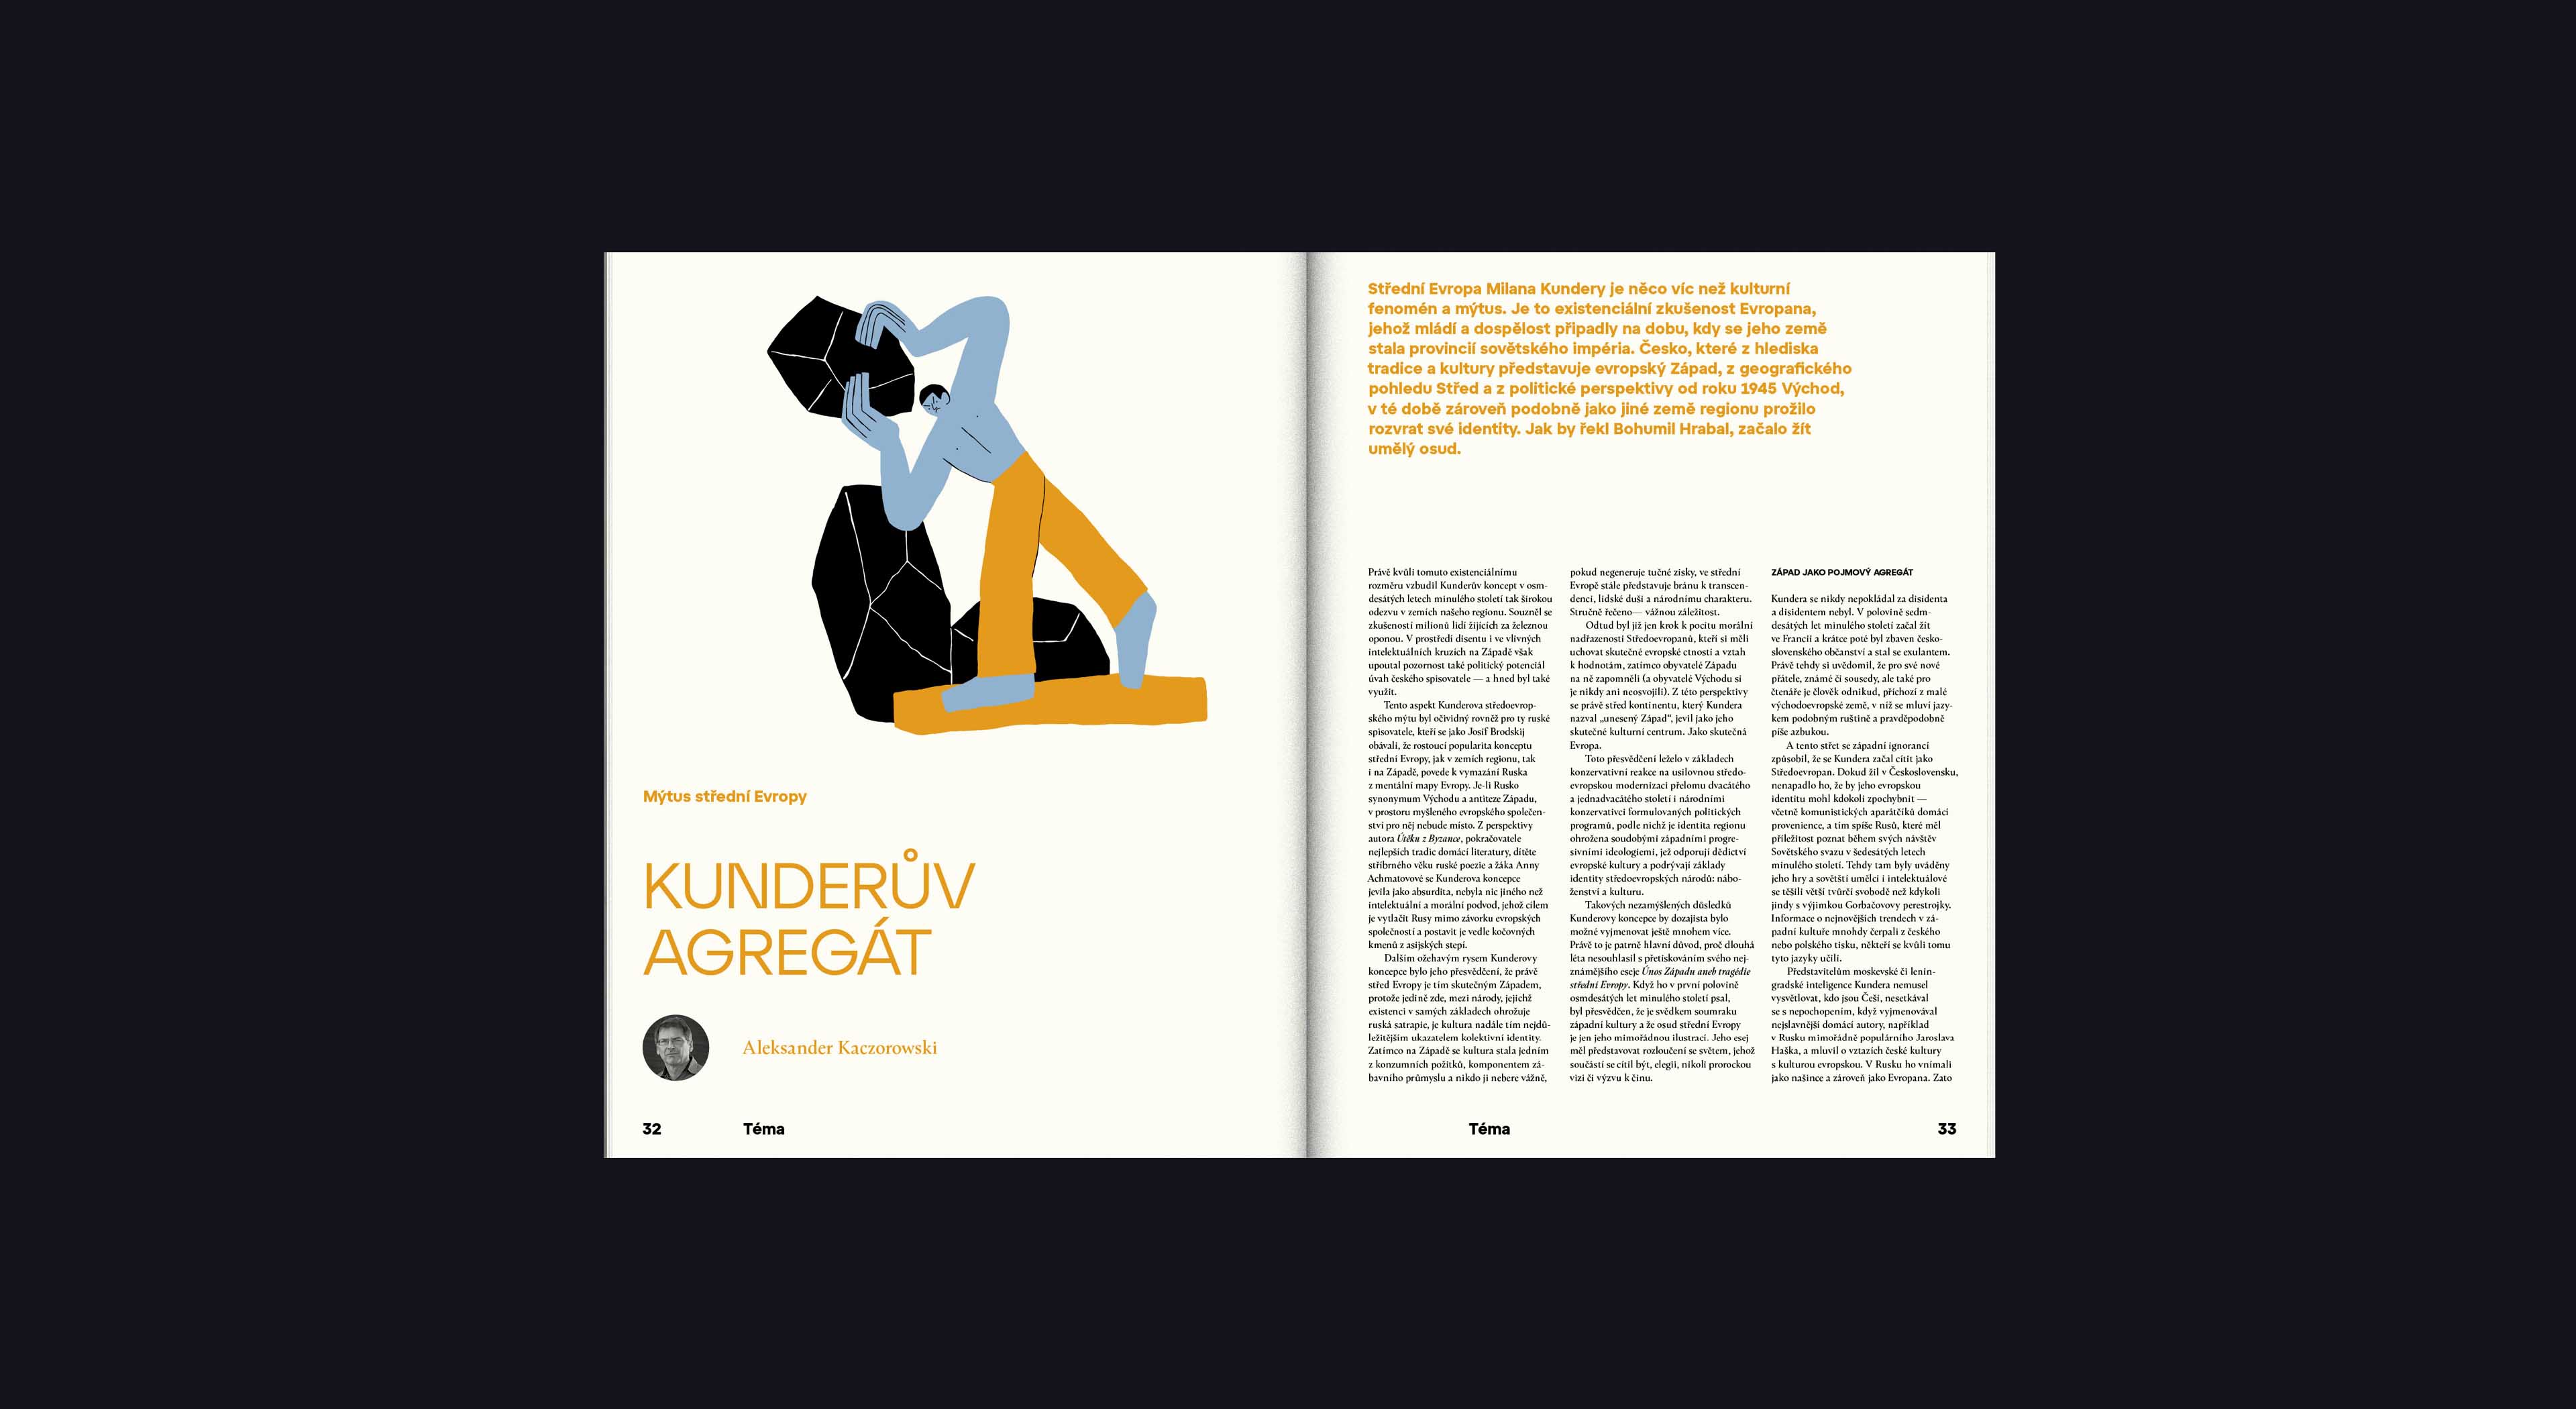 Mýtus střední Evropy
KUNDERŮV
AGREGÁT
Aleksander Kaczorowski
32
Téma
Střední Evropa Milana Kundery je něco víc než kulturní
fenomén a mýtus. Je to existenciální zkušenost Evropana,
jehož mládí a dospělost připadly na dobu, kdy se jeho země
stala provincií sovětského impéria. Česko, které z hlediska
tradice a kultury představuje evropský Západ, z geografického
pohledu Střed a z politické perspektivy od roku 1945 Východ,
v té době zároveň podobně jako jiné země regionu prožilo
rozvrat své identity. Jak by řekl Bohumil Hrabal, začalo žít
umělý osud.
Právě kvůli tomuto existenciálnímu
rozměru vzbudil Kunderův koncept v osm-
desátých letech minulého století tak širokou
odezvu v zemích našeho regionu. Souzněl se
zkušeností milionů lidí žijících za železnou
oponou. V prostředí disentu i ve vlivných
intelektuálních kruzích na Západě však
upoutal pozornost také politický potenciál
úvah českého spisovatele — a hned byl také
využit.
Tento aspekt Kunderova středoevrop-
ského mýtu byl očividný rovněž pro ty ruské
spisovatele, kteří se jako Josif Brodskij
obávali, že rostoucí popularita konceptu
střední Evropy, jak v zemích regionu, tak
i na Západě, povede k vymazání Ruska
z mentální mapy Evropy. Je-li Rusko
synonymum Východu a antiteze Západu,
v prostoru myšleného evropského společen-
ství pro něj nebude místo. Z perspektivy
autora Útěku z Byzance, pokračovatele
nejlepších tradic domácí literatury, dítěte
stříbrného věku ruské poezie a žáka Anny
Achmatovové se Kunderova koncepce
jevila jako absurdita, nebyla nic jiného než
intelektuální a morální podvod, jehož cílem
je vytlačit Rusy mimo závorku evropských
společností a postavit je vedle kočovných
kmenů z asijských stepí.
Dalším ožehavým rysem Kunderovy
koncepce bylo jeho přesvědčení, že právě
střed Evropy je tím skutečným Západem,
protože jedině zde, mezi národy, jejichž
existenci v samých základech ohrožuje
ruská satrapie, je kultura nadále tím nejdů-
ležitějším ukazatelem kolektivní identity.
Zatímco na Západě se kultura stala jedním
z konzumních požitků, komponentem zá-
bavního průmyslu a nikdo ji nebere vážně,
pokud negeneruje tučné zisky, ve střední
Evropě stále představuje bránu k transcen-
denci, lidské duši a národnímu charakteru.
Stručně řečeno— vážnou záležitost.
Odtud byl již jen krok k pocitu morální
nadřazenosti Středoevropanů, kteří si měli
uchovat skutečné evropské ctnosti a vztah
k hodnotám, zatímco obyvatelé Západu
na ně zapomněli (a obyvatelé Východu si
je nikdy ani neosvojili). Z této perspektivy
se právě střed kontinentu, který Kundera
nazval „unesený Západ“, jevil jako jeho
skutečné kulturní centrum. Jako skutečná
Evropa.
Toto přesvědčení leželo v základech
konzervativní reakce na usilovnou středo-
evropskou modernizaci přelomu dvacátého
a jednadvacátého století i národními
konzervativci formulovaných politických
programů, podle nichž je identita regionu
ohrožena soudobými západními progre-
sivními ideologiemi, jež odporují dědictví
evropské kultury a podrývají základy
identity středoevropských národů: nábo-
ženství a kulturu.
Takových nezamýšlených důsledků
Kunderovy koncepce by dozajista bylo
možné vyjmenovat ještě mnohem více.
Právě to je patrně hlavní důvod, proč dlouhá
léta nesouhlasil s přetiskováním svého nej-
známějšího eseje Únos Západu aneb tragédie
střední Evropy. Když ho v první polovině
osmdesátých let minulého století psal,
byl přesvědčen, že je svědkem soumraku
západní kultury a že osud střední Evropy
je jen jeho mimořádnou ilustrací. Jeho esej
měl představovat rozloučení se světem, jehož
součástí se cítil být, elegii, nikoli prorockou
vizi či výzvu k činu.
ZÁPAD JAKO POJMOVÝ AGREGÁT
Kundera se nikdy nepokládal za disidenta
a disidentem nebyl. V polovině sedm-
desátých let minulého století začal žít
ve Francii a krátce poté byl zbaven česko-
slovenského občanství a stal se exulantem.
Právě tehdy si uvědomil, že pro své nové
přátele, známé či sousedy, ale také pro
čtenáře je člověk odnikud, příchozí z malé
východoevropské země, v níž se mluví jazy-
kem podobným ruštině a pravděpodobně
píše azbukou.
A tento střet se západní ignorancí
způsobil, že se Kundera začal cítit jako
Středoevropan. Dokud žil v Československu,
nenapadlo ho, že by jeho evropskou
identitu mohl kdokoli zpochybnit —
včetně komunistických aparátčíků domácí
provenience, a tím spíše Rusů, které měl
příležitost poznat během svých návštěv
Sovětského svazu v šedesátých letech
minulého století. Tehdy tam byly uváděny
jeho hry a sovětští umělci i intelektuálové
se těšili větší tvůrčí svobodě než kdykoli
jindy s výjimkou Gorbačovovy perestrojky.
Informace o nejnovějších trendech v zá-
padní kultuře mnohdy čerpali z českého
nebo polského tisku, někteří se kvůli tomu
tyto jazyky učili.
Představitelům moskevské či lenin-
gradské inteligence Kundera nemusel
vysvětlovat, kdo jsou Češi, nesetkával
se s nepochopením, když vyjmenovával
nejslavnější domácí autory, například
v Rusku mimořádně populárního Jaroslava
Haška, a mluvil o vztazích české kultury
s kulturou evropskou. V Rusku ho vnímali
jako našince a zároveň jako Evropana. Zato
Téma
33